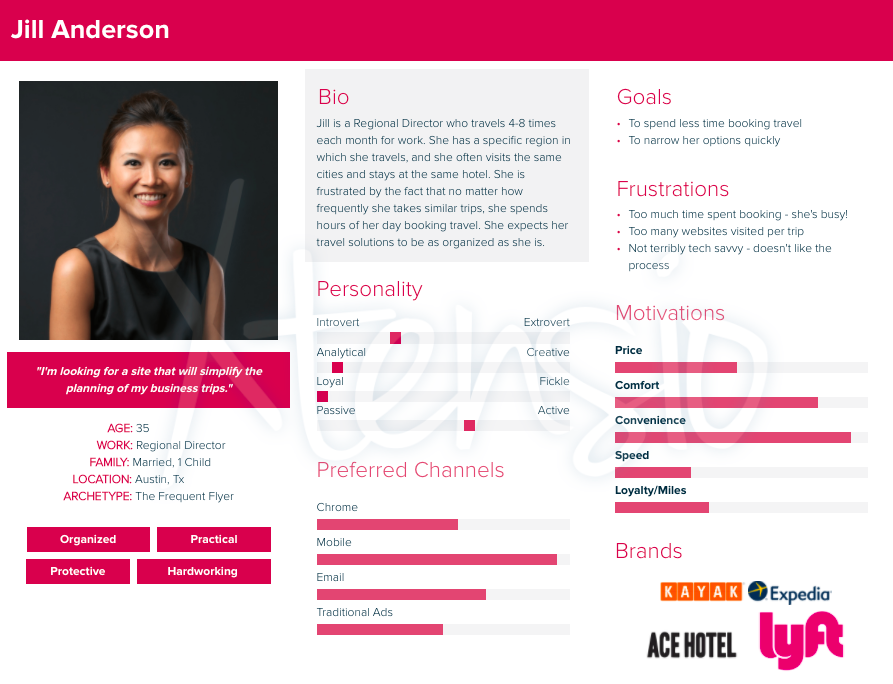 Jill Anderson
"I'm looking for a site that will simplify the
planning of my business trips."
AGE: 35
WORK: Regional Director
FAMILY: Married, 1 Child
LOCATION: Austin, Tx
ARCHETYPE: The Frequent Flyer
Organized
Practical
Protective
Hardworking
Bio
Jill is a Regional Director who travels 4-8 times
each month for work. She has a specific region in
which she travels, and she often visits the same
cities and stays at the same hotel. She is
frustrated by the fact that no matter how
frequently she takes similar trips, she spends
hours of her day booking travel. She expects her
travel solutions to be as organized as she is.
Personality
Introvert Extrovert
Analytical Creative
Loyal Fickle
Passive Active
Preferred Channels
Chrome
Mobile
Email
Traditional Ads
Goals
• To spend less time booking travel
• To narrow her options quickly
Frustrations
• Too much time spent booking - she's busy!
• Too many websites visited per trip
• Not terribly tech savvy - doesn't like the
process
Motivations
Price
Comfort
Convenience
Speed
Loyalty/Miles
Brands
KAYAK Expedia
ACE HOTEL lyft
xtensio